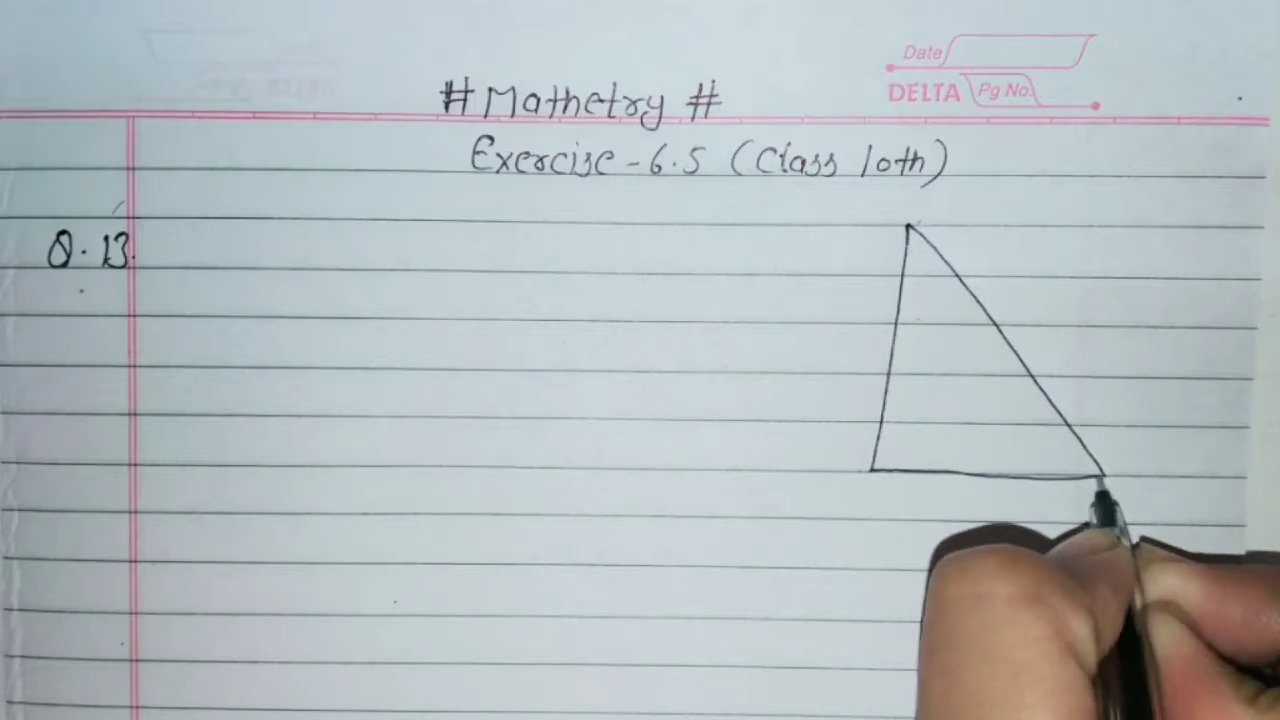 Date
DELTA Pg No.
# Mathetry #
Exercise - 6.5 (Class 10th)
Q. 13.